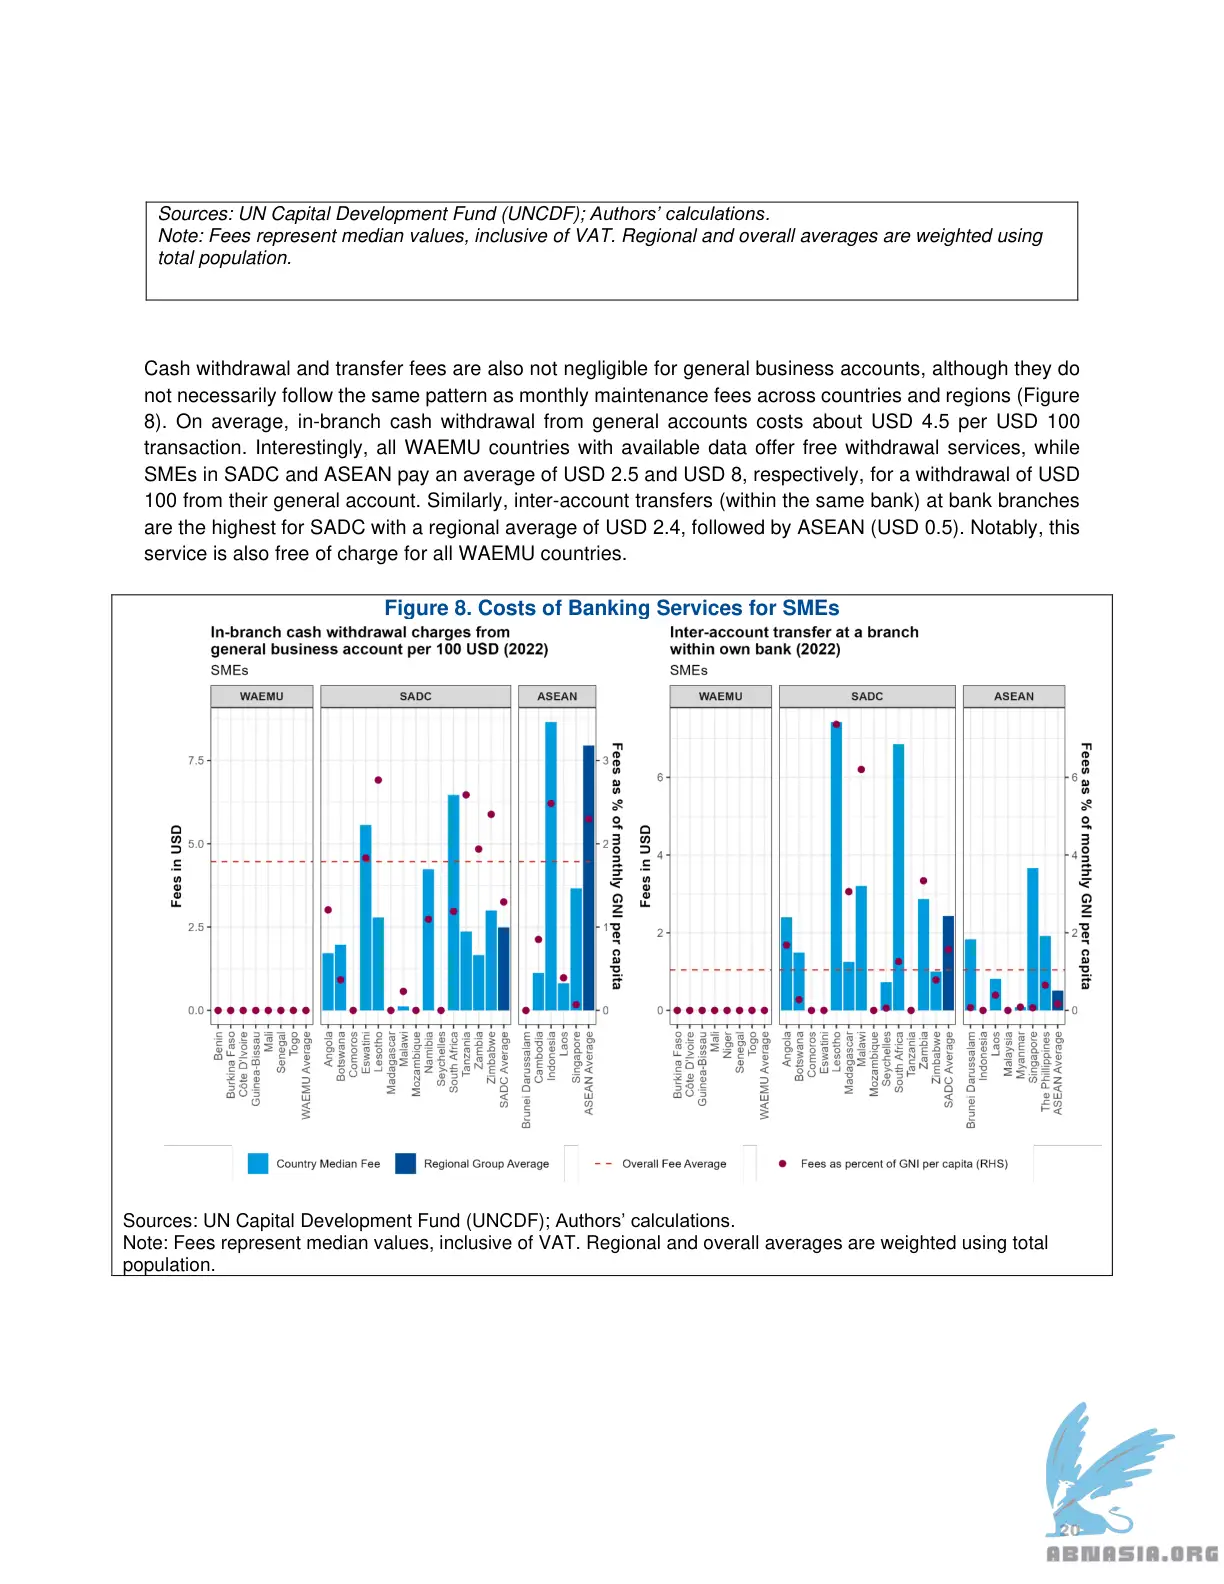 Sources: UN Capital Development Fund (UNCDF); Authors’ calculations.
Note: Fees represent median values, inclusive of VAT. Regional and overall averages are weighted using
total population.
Cash withdrawal and transfer fees are also not negligible for general business accounts, although they do
not necessarily follow the same pattern as monthly maintenance fees across countries and regions (Figure
8). On average, in-branch cash withdrawal from general accounts costs about USD 4.5 per USD 100
transaction. Interestingly, all WAEMU countries with available data offer free withdrawal services, while
SMEs in SADC and ASEAN pay an average of USD 2.5 and USD 8, respectively, for a withdrawal of USD
100 from their general account. Similarly, inter-account transfers (within the same bank) at bank branches
are the highest for SADC with a regional average of USD 2.4, followed by ASEAN (USD 0.5). Notably, this
service is also free of charge for all WAEMU countries.
Figure 8. Costs of Banking Services for SMEs
In-branch cash withdrawal charges from
general business account per 100 USD (2022)
SMEs
WAEMU
SADC
ASEAN
Fees in USD
7.5
5.0
2.5
0.0
3
2
1
0
Fees as % of monthly GNI per capita
Benin
Burkina Faso
Côte D'Ivoire
Guinea-Bissau
Mali
Senegal
Togo
WAEMU Average
Angola
Botswana
Comoros
Eswatini
Lesotho
Madagascar
Malawi
Mozambique
Namibia
Seychelles
South Africa
Tanzania
Zambia
Zimbabwe
SADC Average
Brunei Darussalam
Cambodia
Indonesia
Laos
Singapore
ASEAN Average
Inter-account transfer at a branch
within own bank (2022)
SMEs
WAEMU
SADC
ASEAN
Fees in USD
6
4
2
0
6
4
2
0
Fees as % of monthly GNI per capita
Burkina Faso
Côte D'Ivoire
Guinea-Bissau
Mali
Niger
Senegal
Togo
WAEMU Average
Angola
Botswana
Comoros
Eswatini
Lesotho
Madagascar
Malawi
Mozambique
Seychelles
South Africa
Tanzania
Zambia
Zimbabwe
SADC Average
Brunei Darussalam
Indonesia
Laos
Malaysia
Myanmar
Singapore
The Phillippines
ASEAN Average
Country Median Fee
Regional Group Average
Overall Fee Average
Fees as percent of GNI per capita (RHS)
Sources: UN Capital Development Fund (UNCDF); Authors’ calculations.
Note: Fees represent median values, inclusive of VAT. Regional and overall averages are weighted using total
population.
20
ABNASIA.ORG